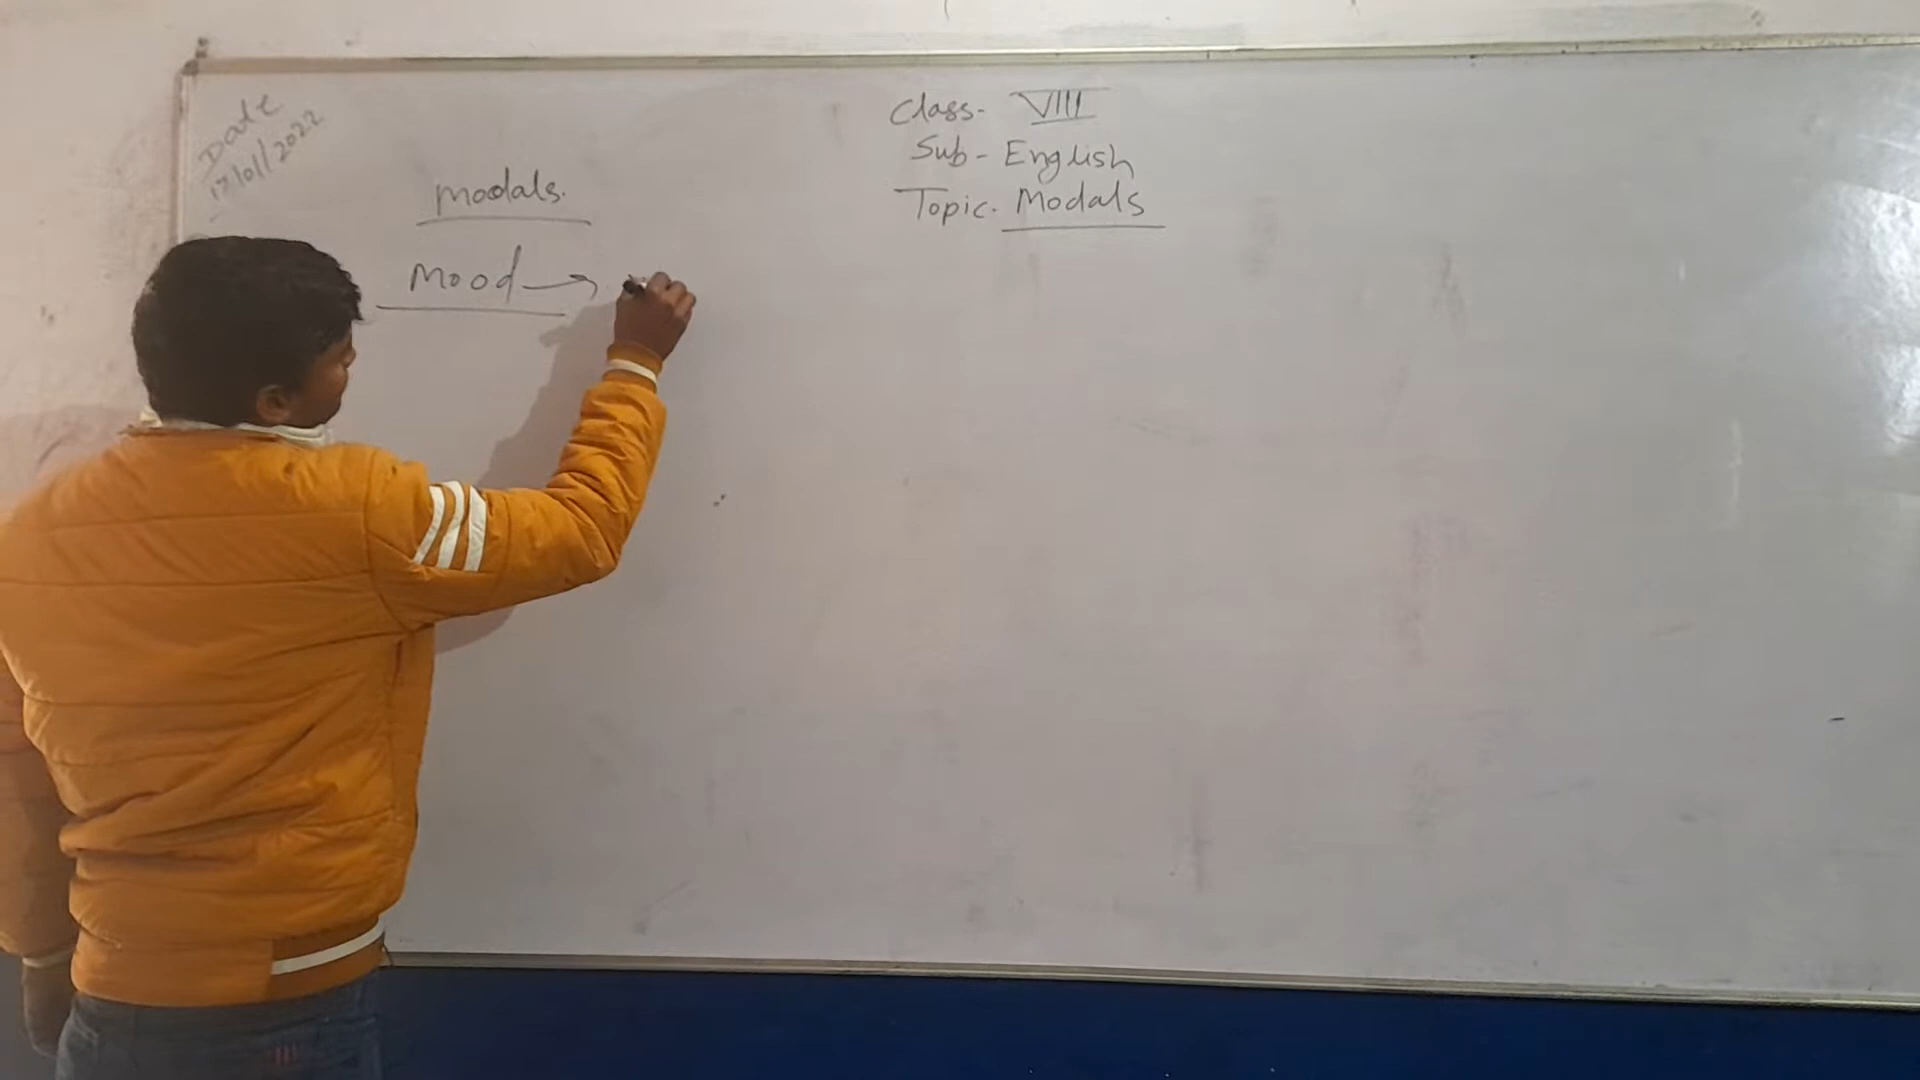 Date
17/01/2022
Class- VIII
Sub- English
Topic. Modals
modals.
Mood →